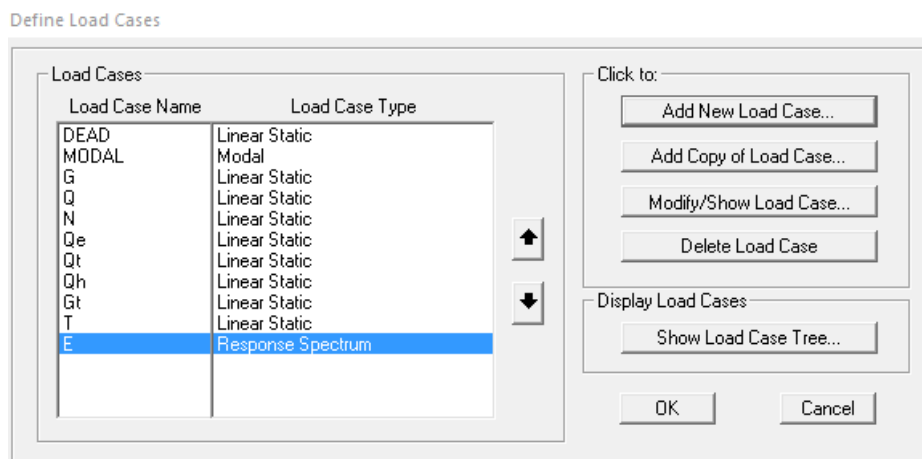 Define Load Cases
Load Cases
Load Case Name Load Case Type
DEAD Linear Static
MODAL Modal
G Linear Static
Q Linear Static
N Linear Static
Qe Linear Static
Qt Linear Static
Qh Linear Static
Gt Linear Static
T Linear Static
E Response Spectrum
Click to:
Add New Load Case...
Add Copy of Load Case...
Modify/Show Load Case...
Delete Load Case
Display Load Cases
Show Load Case Tree...
OK Cancel